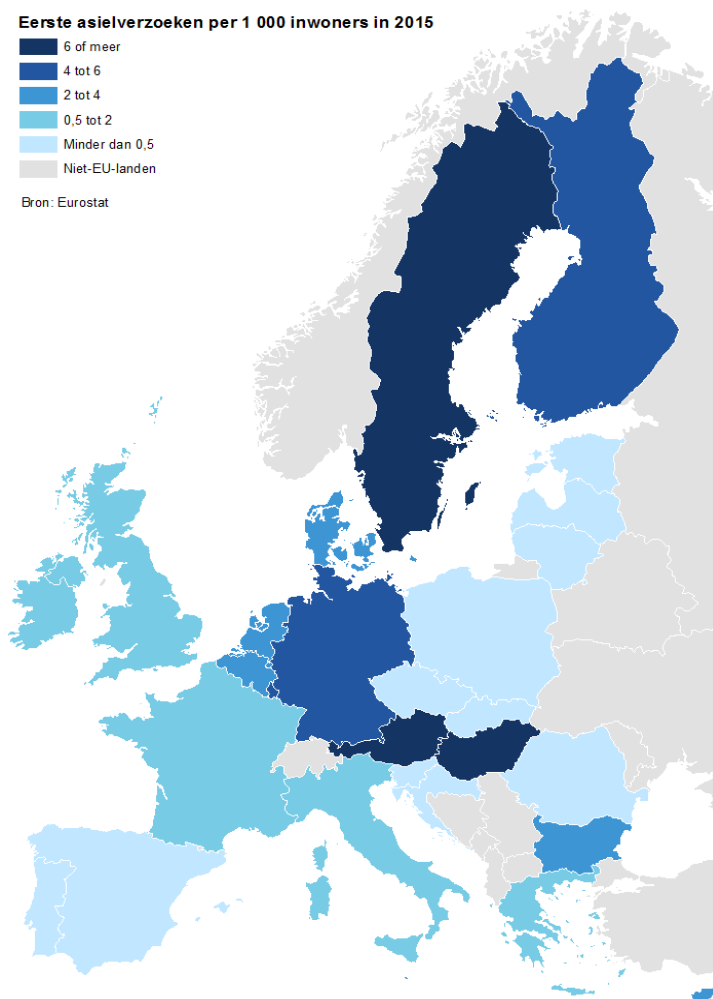 Eerste asielverzoeken per 1 000 inwoners in 2015
6 of meer
4 tot 6
2 tot 4
0,5 tot 2
Minder dan 0,5
Niet-EU-landen
Bron: Eurostat